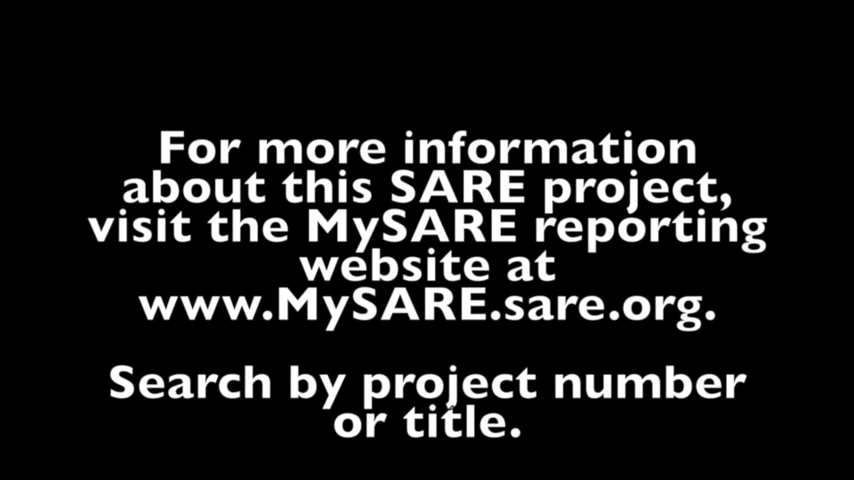 For more information
about this SARE project,
visit the MySARE reporting
website at
www.MySARE.sare.org.
Search by project number
or title.